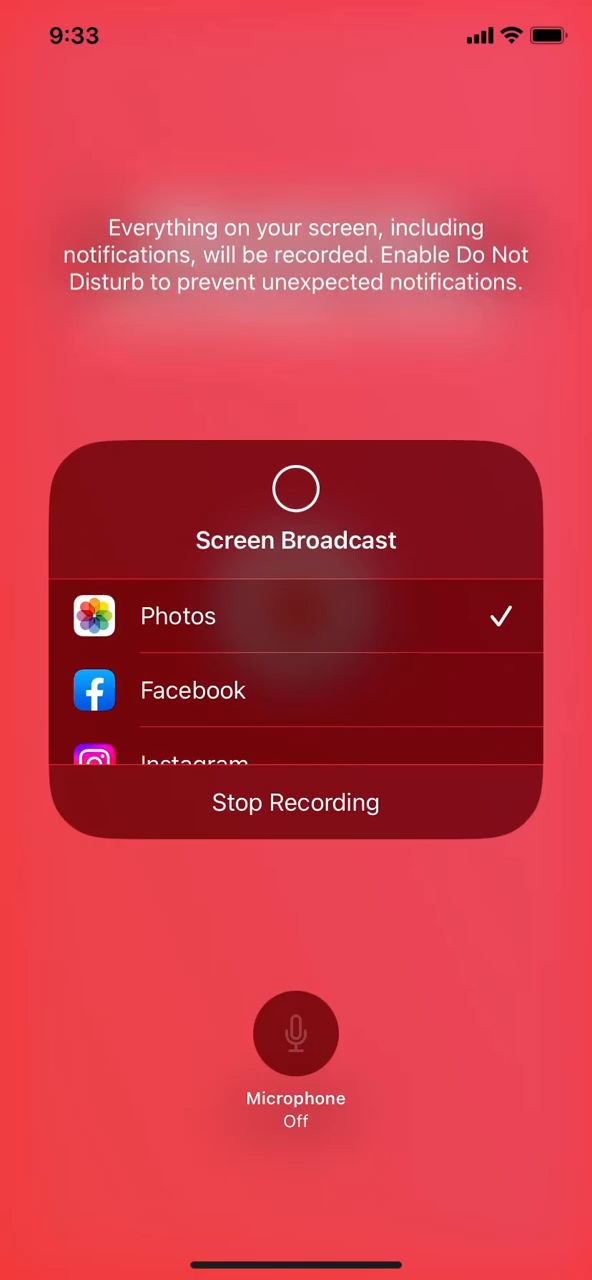 9:33
Everything on your screen, including
notifications, will be recorded. Enable Do Not
Disturb to prevent unexpected notifications.
Screen Broadcast
Photos
Facebook
Instagram
Stop Recording
Microphone
Off